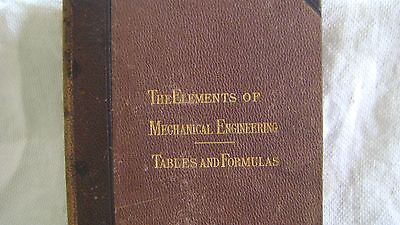 The Elements of
Mechanical Engineering
Tables and Formulas